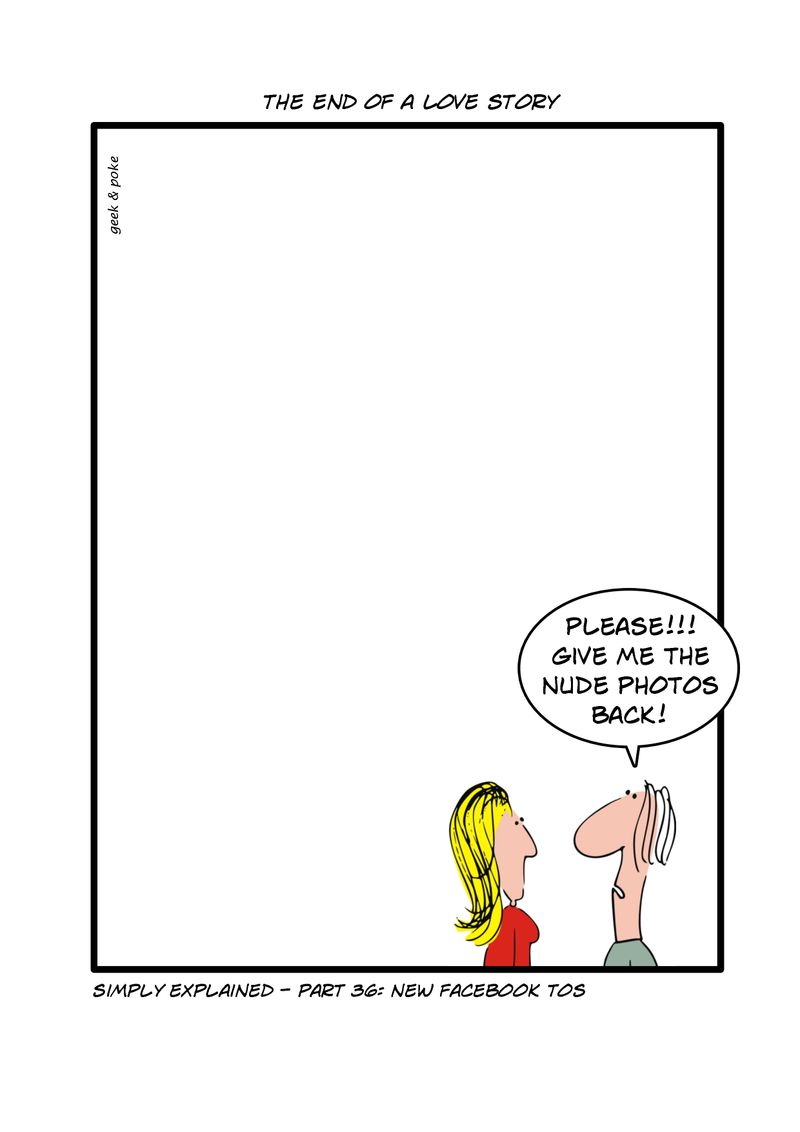 THE END OF A LOVE STORY
geek & poke
PLEASE!!!
GIVE ME THE
NUDE PHOTOS
BACK!
SIMPLY EXPLAINED - PART 36: NEW FACEBOOK TOS